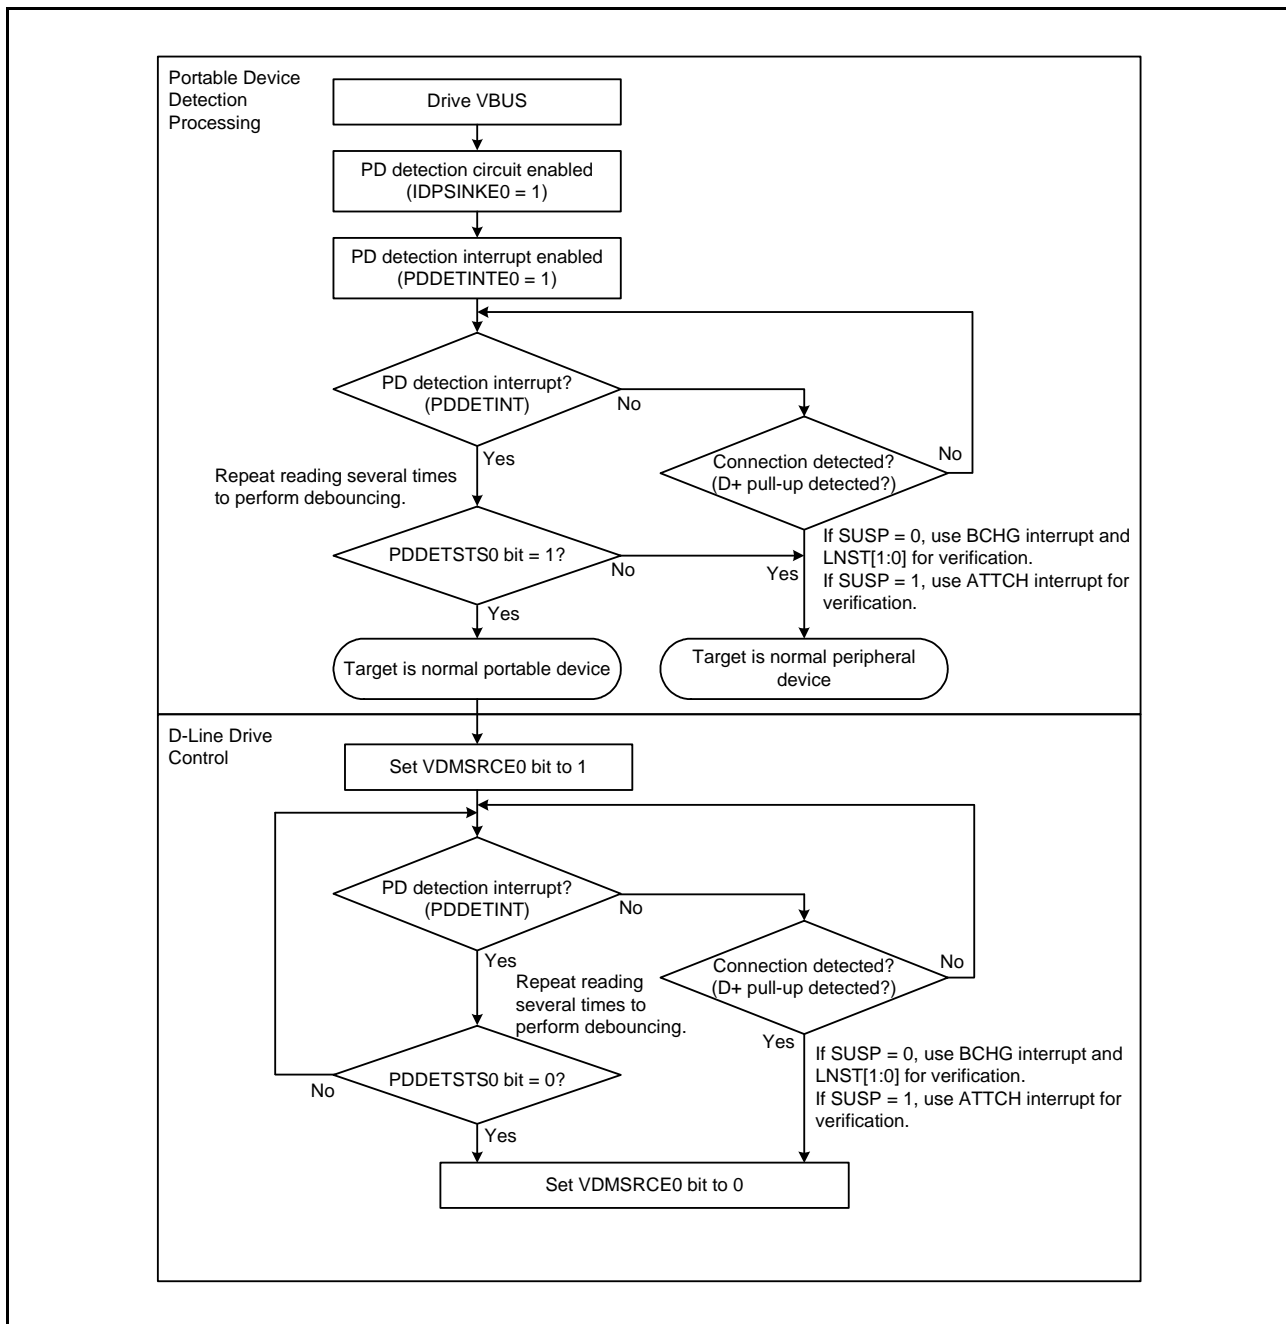 Portable Device
Detection
Processing
Drive VBUS
PD detection circuit enabled
(IDPSINKE0 = 1)
PD detection interrupt enabled
(PDDETINTE0 = 1)
PD detection interrupt?
(PDDETINT)
No
Yes
Connection detected?
(D+ pull-up detected?)
No
Repeat reading several times
to perform debouncing.
PDDETSTS0 bit = 1?
No
Yes
Yes
If SUSP = 0, use BCHG interrupt and
LNST[1:0] for verification.
If SUSP = 1, use ATTCH interrupt for
verification.
Target is normal portable device
Target is normal peripheral
device
D-Line Drive
Control
Set VDMSRCE0 bit to 1
PD detection interrupt?
(PDDETINT)
No
Yes
Connection detected?
(D+ pull-up detected?)
No
Repeat reading
several times to
perform debouncing.
PDDETSTS0 bit = 0?
No
Yes
Yes
If SUSP = 0, use BCHG interrupt and
LNST[1:0] for verification.
If SUSP = 1, use ATTCH interrupt for
verification.
Set VDMSRCE0 bit to 0